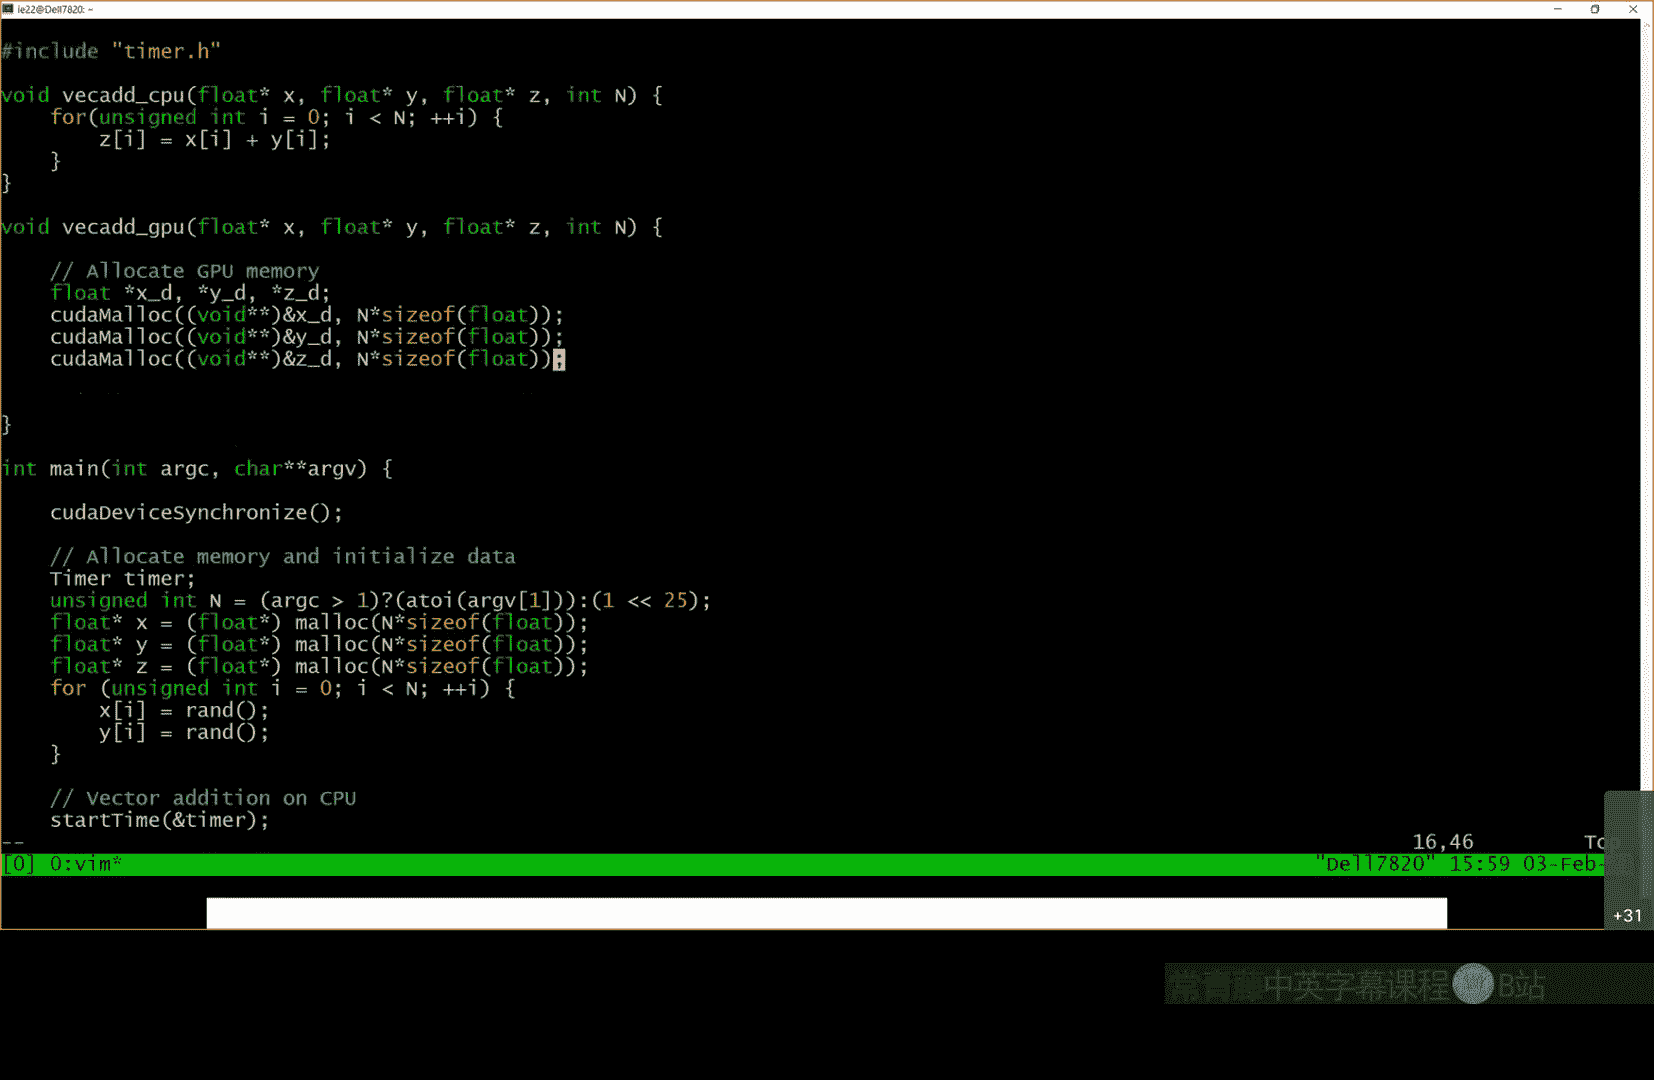 ie22@Dell7820: ~
#include "timer.h"
void vecadd_cpu(float* x, float* y, float* z, int N) {
    for(unsigned int i = 0; i < N; ++i) {
        z[i] = x[i] + y[i];
    }
}
void vecadd_gpu(float* x, float* y, float* z, int N) {
    // Allocate GPU memory
    float *x_d, *y_d, *z_d;
    cudaMalloc((void**)&x_d, N*sizeof(float));
    cudaMalloc((void**)&y_d, N*sizeof(float));
    cudaMalloc((void**)&z_d, N*sizeof(float));
}
int main(int argc, char**argv) {
    cudaDeviceSynchronize();
    // Allocate memory and initialize data
    Timer timer;
    unsigned int N = (argc > 1)?(atoi(argv[1])):(1 << 25);
    float* x = (float*) malloc(N*sizeof(float));
    float* y = (float*) malloc(N*sizeof(float));
    float* z = (float*) malloc(N*sizeof(float));
    for (unsigned int i = 0; i < N; ++i) {
        x[i] = rand();
        y[i] = rand();
    }
    // Vector addition on CPU
    startTime(&timer);
-- 16,46 Top
[0] 0:vim* "Dell7820" 15:59 03-Feb-
+31
中英字幕课程 B站